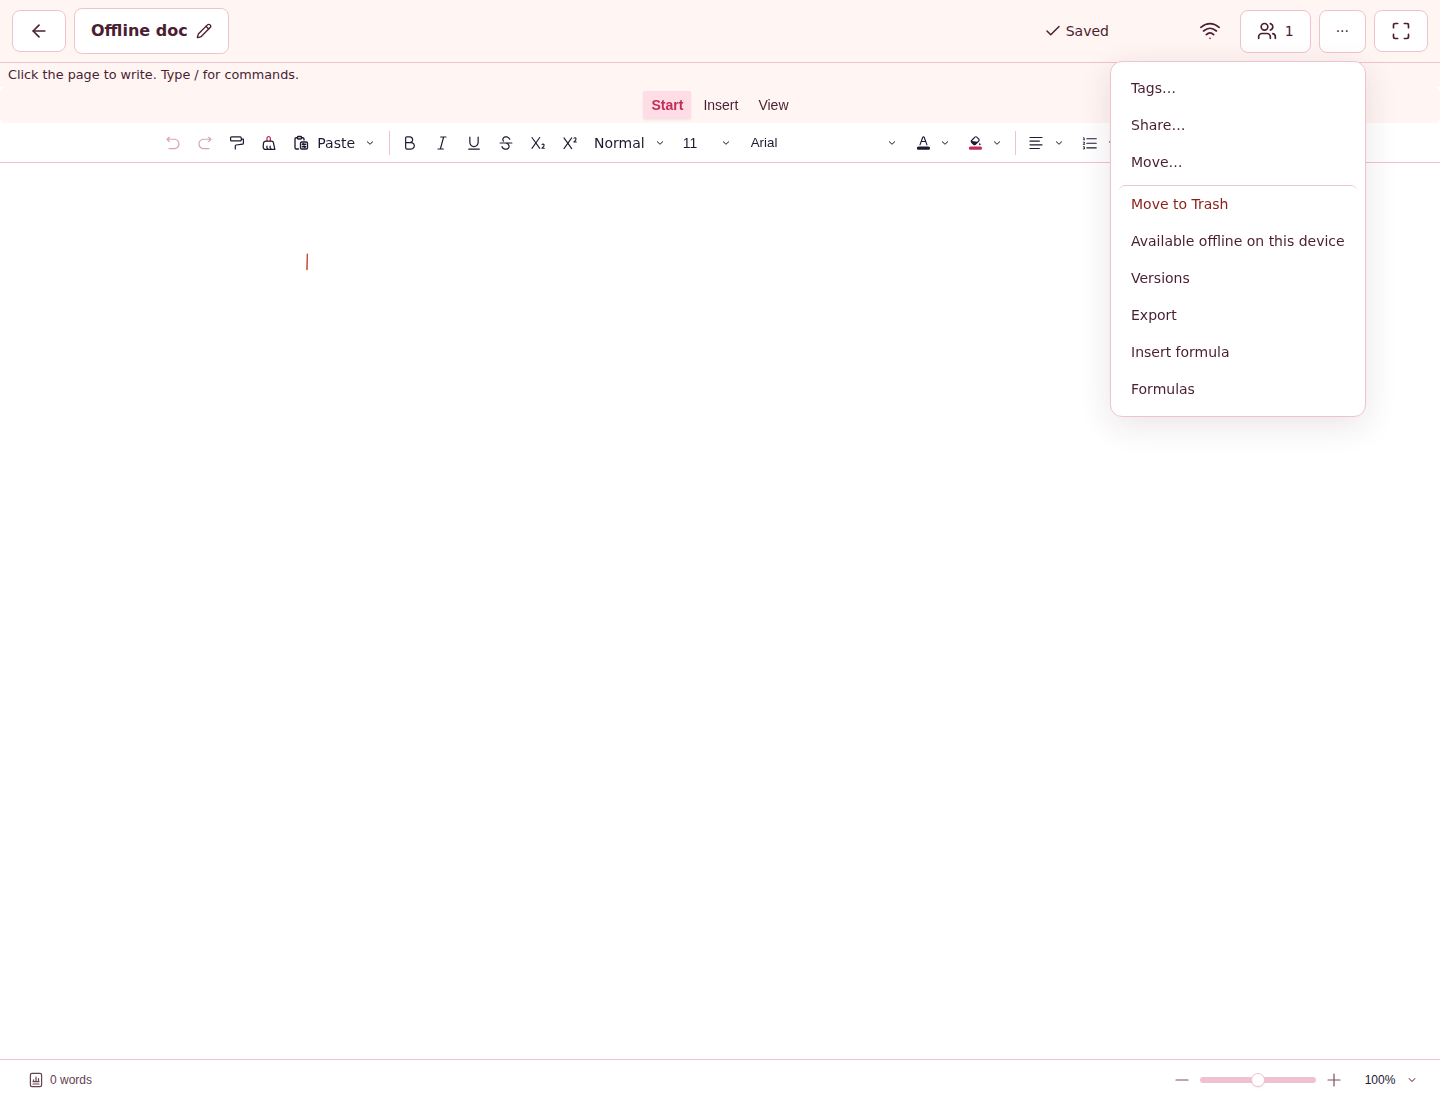 Offline doc
Saved
1
...
Click the page to write. Type / for commands.
Start Insert View
Paste
Normal 11 Arial
Tags...
Share...
Move...
Move to Trash
Available offline on this device
Versions
Export
Insert formula
Formulas
0 words
100%